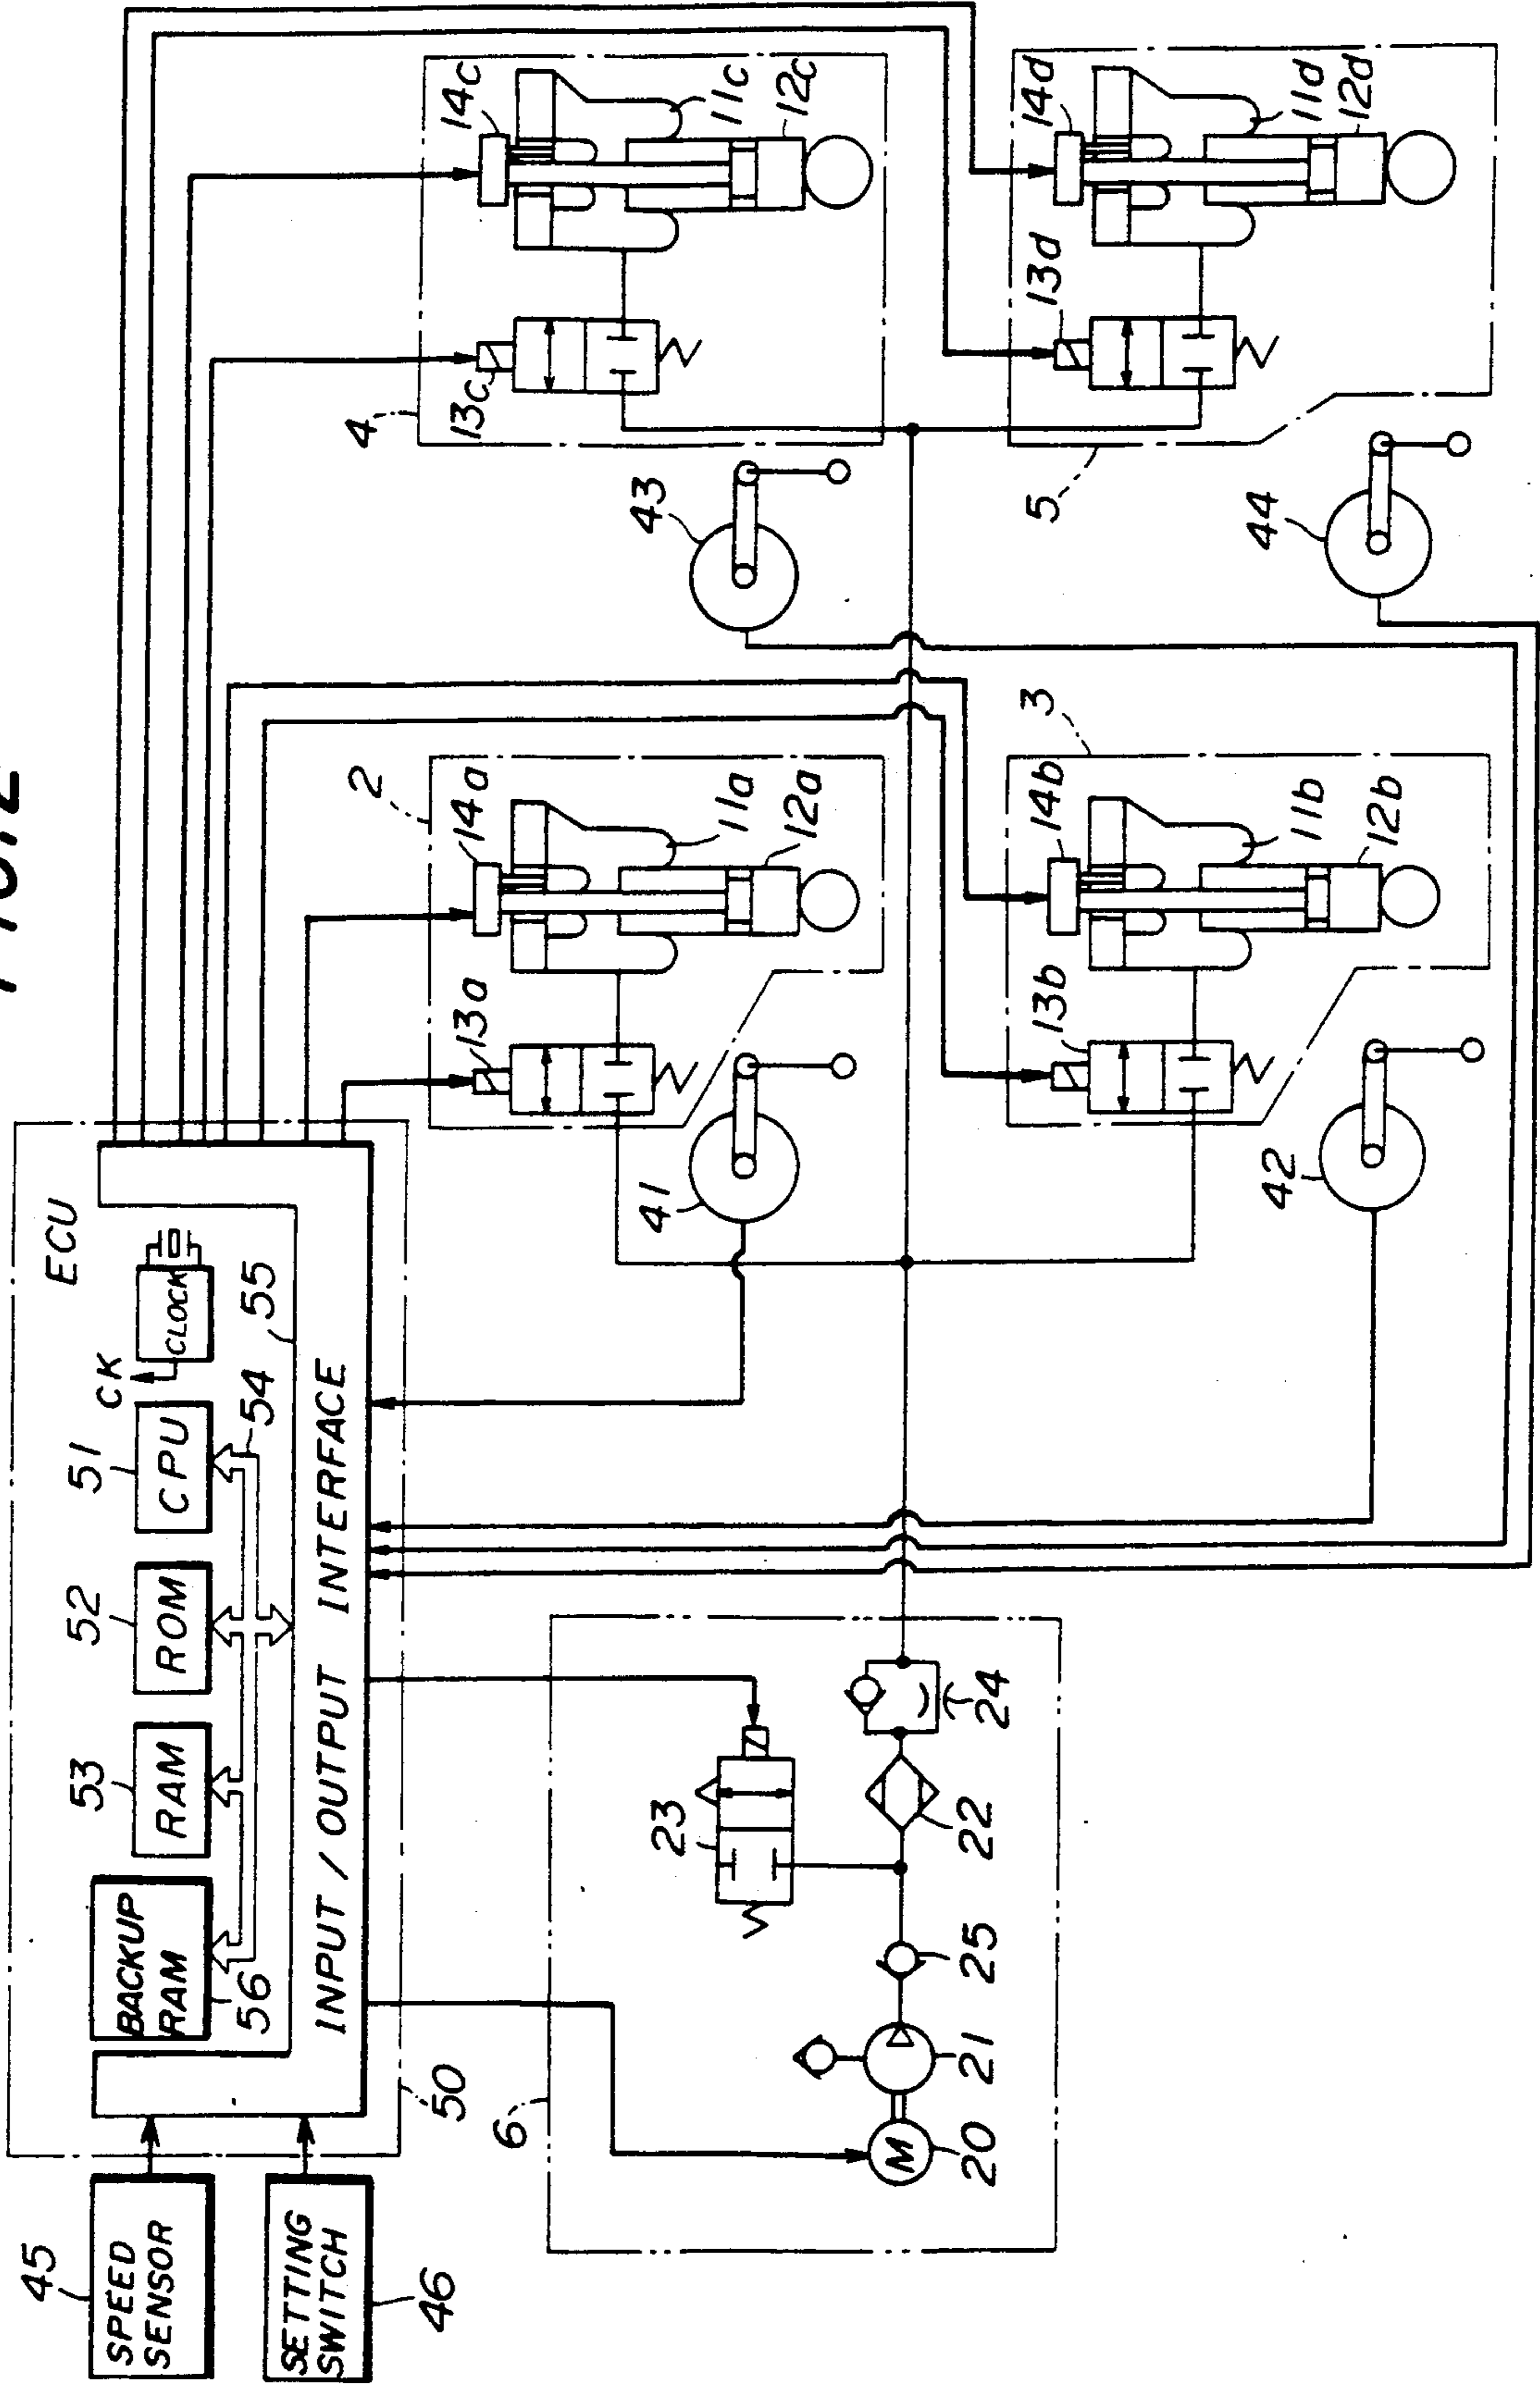 FIG.2
45
SPEED
SENSOR
SETTING
SWITCH
46
ECU
BACKUP
RAM
56
53
RAM
52
ROM
51
CPU
CK
CLOCK
54
55
INPUT / OUTPUT INTERFACE
50
6
M
20
21
25
22
23
24
41
42
43
44
2
13a
14a
11a
12a
3
13b
14b
11b
12b
4
13c
14c
11c
12c
5
13d
14d
11d
12d